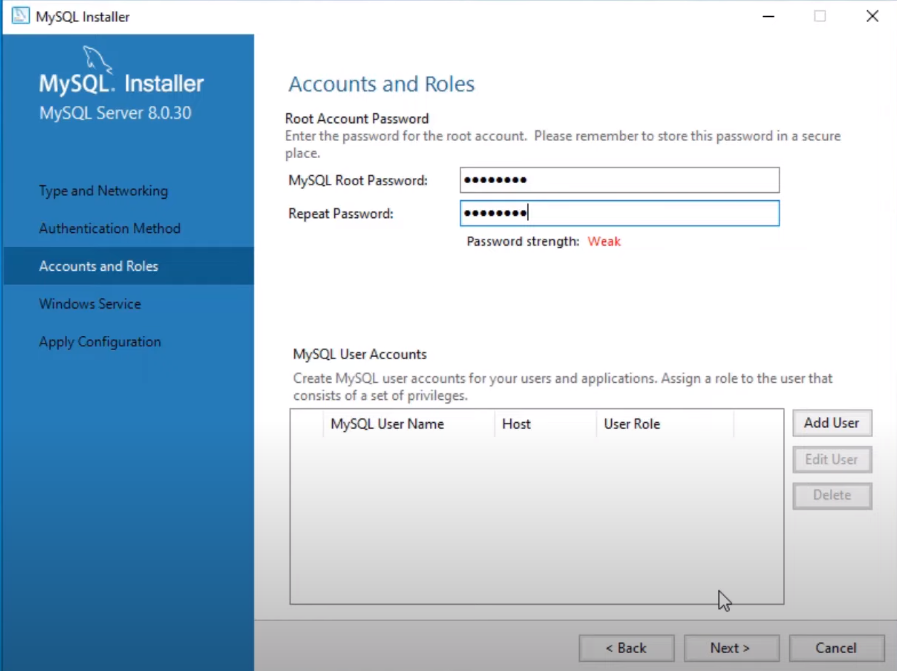 MySQL Installer
MySQL. Installer
MySQL Server 8.0.30
Type and Networking
Authentication Method
Accounts and Roles
Windows Service
Apply Configuration
Accounts and Roles
Root Account Password
Enter the password for the root account.  Please remember to store this password in a secure
place.
MySQL Root Password: ●●●●●●●●
Repeat Password: ●●●●●●●●
Password strength: Weak
MySQL User Accounts
Create MySQL user accounts for your users and applications. Assign a role to the user that
consists of a set of privileges.
MySQL User Name Host User Role
Add User
Edit User
Delete
< Back Next > Cancel